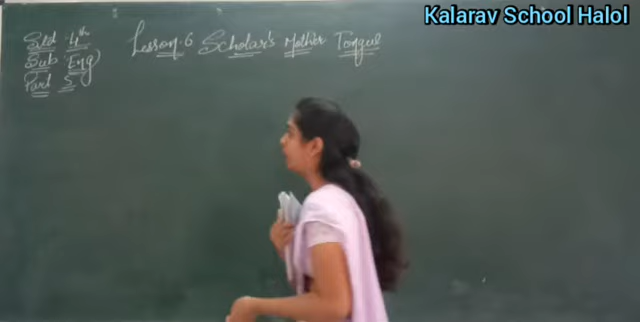 Kalarav School Halol
Std :4th
Lesson.6 Scholar's Mother Tongue
Sub :Eng
Part 5